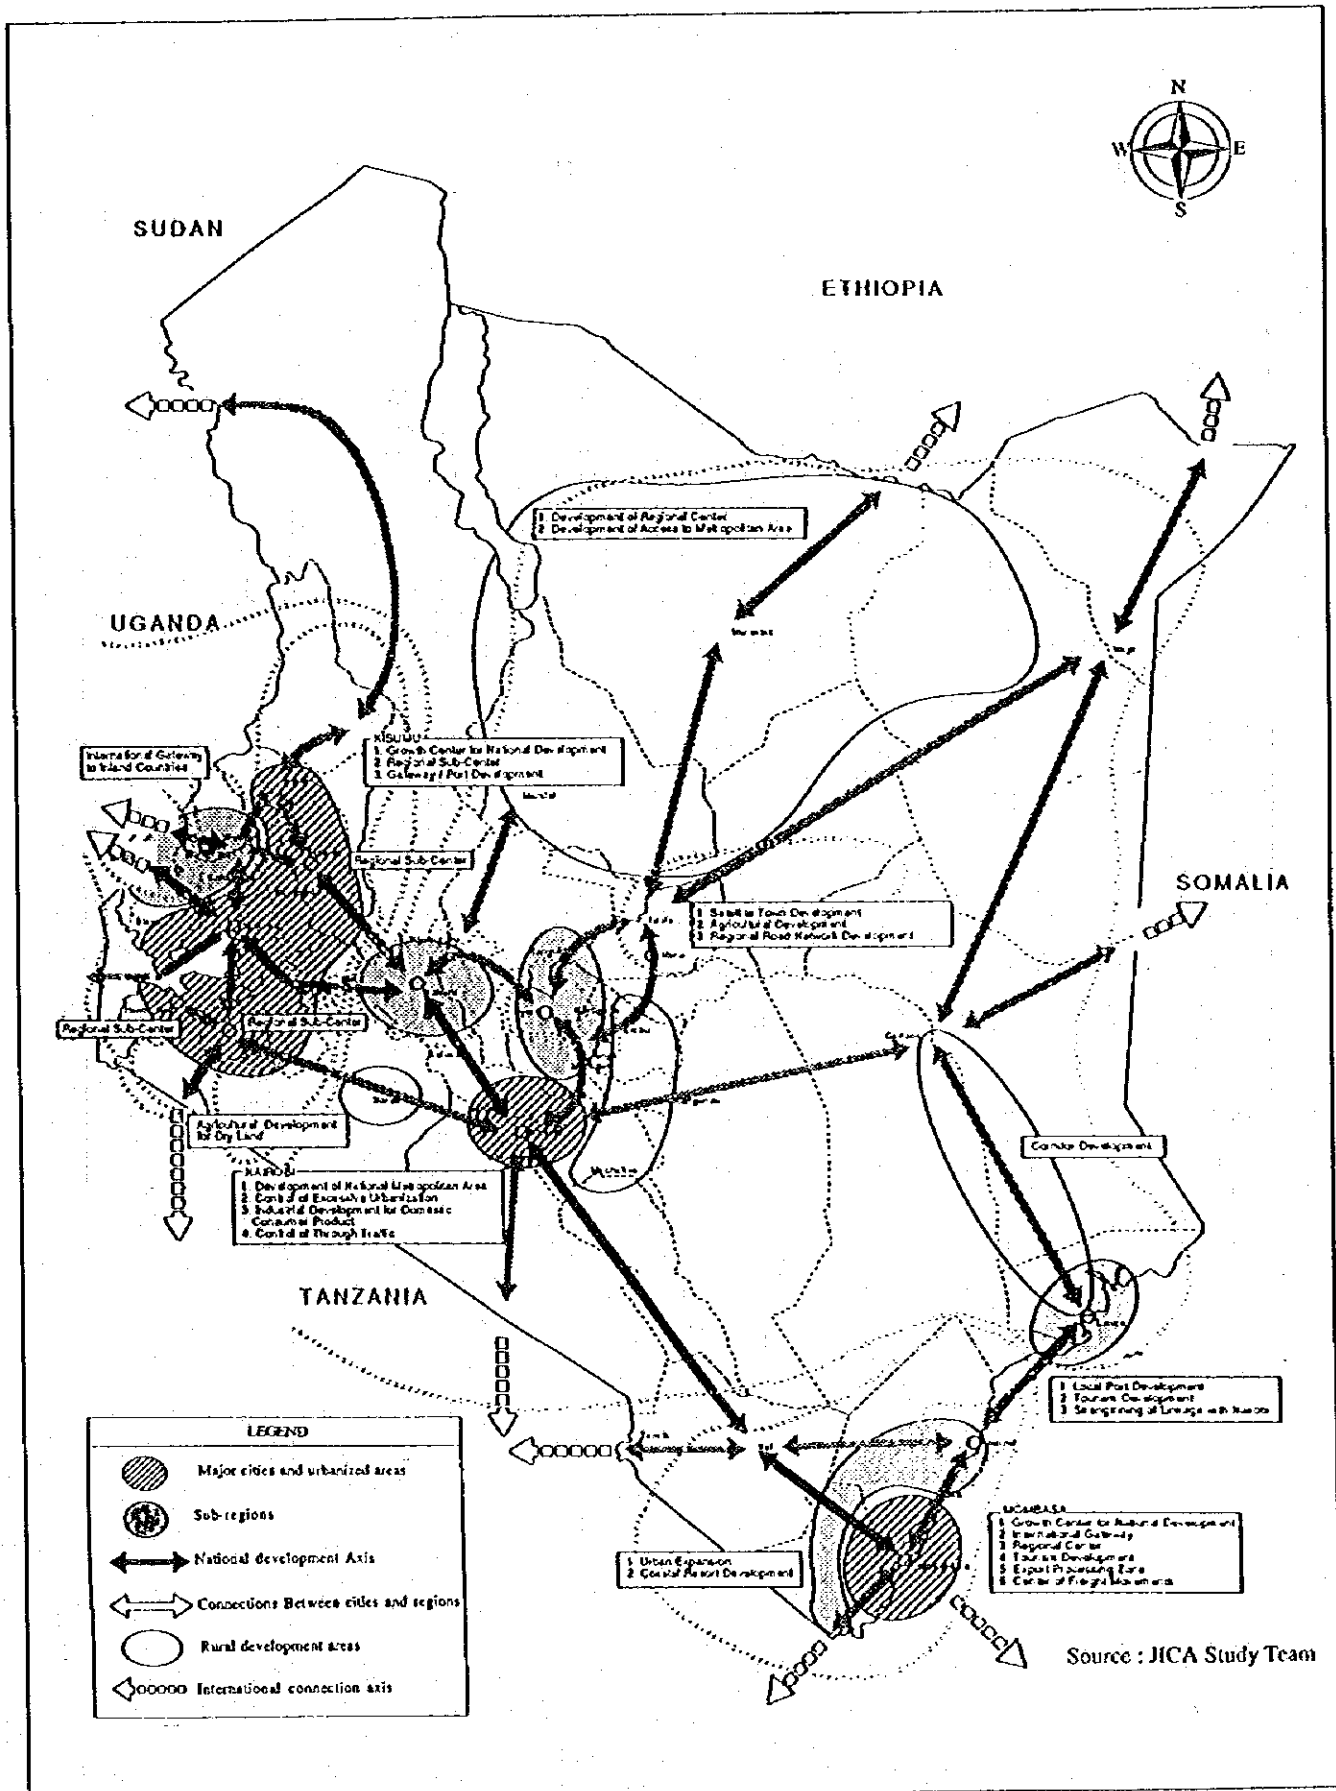 N
W
E
S
SUDAN
ETHIOPIA
1. Development of Regional Center
2. Development of Access to Metropolitan Area
UGANDA
KISUMU
1. Growth Center for National Development
2. Regional Sub-Center
3. Gateway / Port Development
International Gateway
to Inland Countries
Regional Sub-Center
SOMALIA
1. Satellite Town Development
2. Agricultural Development
3. Regional Road Network Development
Regional Sub-Center
Regional Sub-Center
Corridor Development
Agricultural Development
for Dry Land
NAIROBI
1. Development of National Metropolitan Area
2. Control of Excessive Urbanization
3. Industrial Development for Domestic
Consumer Product
4. Control of Through Traffic
TANZANIA
1. Local Port Development
2. Tourism Development
3. Strengthening of Linkage with Nairobi
LEGEND
Major cities and urbanized areas
Sub-regions
National development Axis
Connections Between cities and regions
Rural development areas
International connection axis
1. Urban Expansion
2. Coastal Resort Development
MOMBASA
1. Growth Center for National Development
2. International Gateway
3. Regional Center
4. Tourism Development
5. Export Processing Zone
6. Center of Freight Movements
Source : JICA Study Team